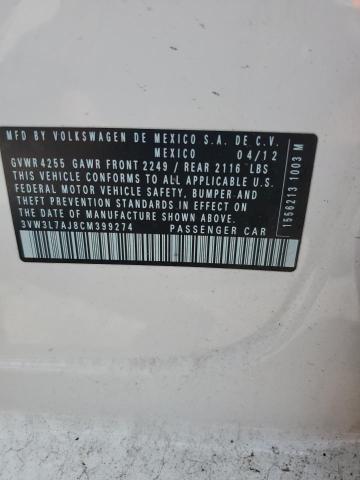 MFD BY VOLKSWAGEN DE MEXICO S.A. DE C.V.
MEXICO 04/12
GVWR 4255 GAWR FRONT 2249 / REAR 2116 LBS
THIS VEHICLE CONFORMS TO ALL APPLICABLE U.S.
FEDERAL MOTOR VEHICLE SAFETY, BUMPER AND
THEFT PREVENTION STANDARDS IN EFFECT ON THE
DATE OF MANUFACTURE SHOWN ABOVE.
3VW3L7AJ8CM399274 PASSENGER CAR
1556213 1003 M